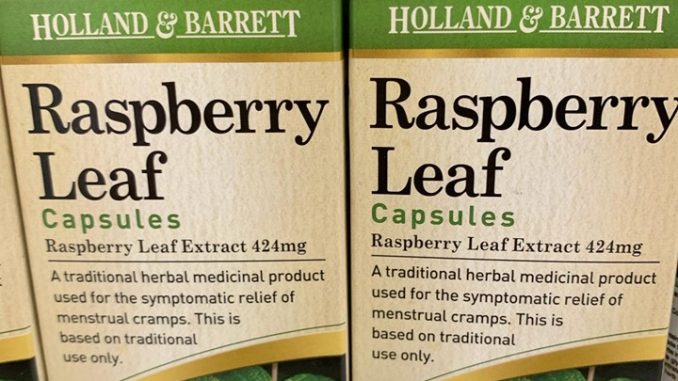 HOLLAND & BARRETT
Raspberry
Leaf
Capsules
Raspberry Leaf Extract 424mg
A traditional herbal medicinal product
used for the symptomatic relief of
menstrual cramps. This is
based on traditional
use only.
HOLLAND & BARRETT
Raspberry
Leaf
Capsules
Raspberry Leaf Extract 424mg
A traditional herbal medicinal product
used for the symptomatic relief of
menstrual cramps. This is
based on traditional
use only.